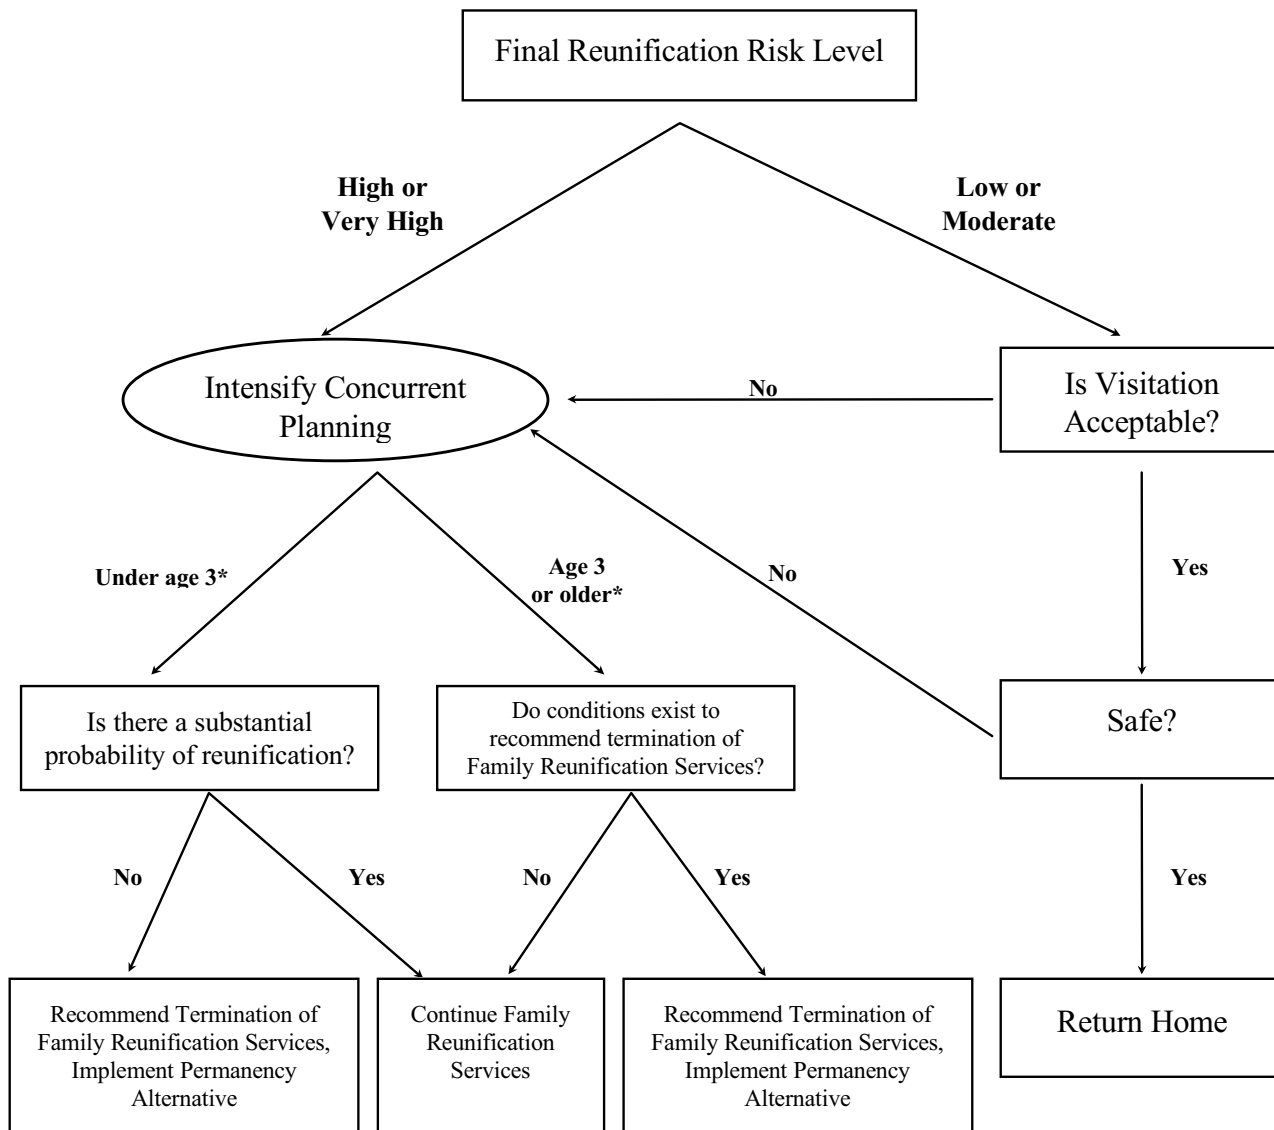 Final Reunification Risk Level
High or
Very High
Low or
Moderate
Intensify Concurrent
Planning
No
Is Visitation
Acceptable?
Under age 3*
Age 3
or older*
No
Yes
Is there a substantial
probability of reunification?
Do conditions exist to
recommend termination of
Family Reunification Services?
Safe?
No
Yes
No
Yes
Yes
Recommend Termination of
Family Reunification Services,
Implement Permanency
Alternative
Continue Family
Reunification
Services
Recommend Termination of
Family Reunification Services,
Implement Permanency
Alternative
Return Home